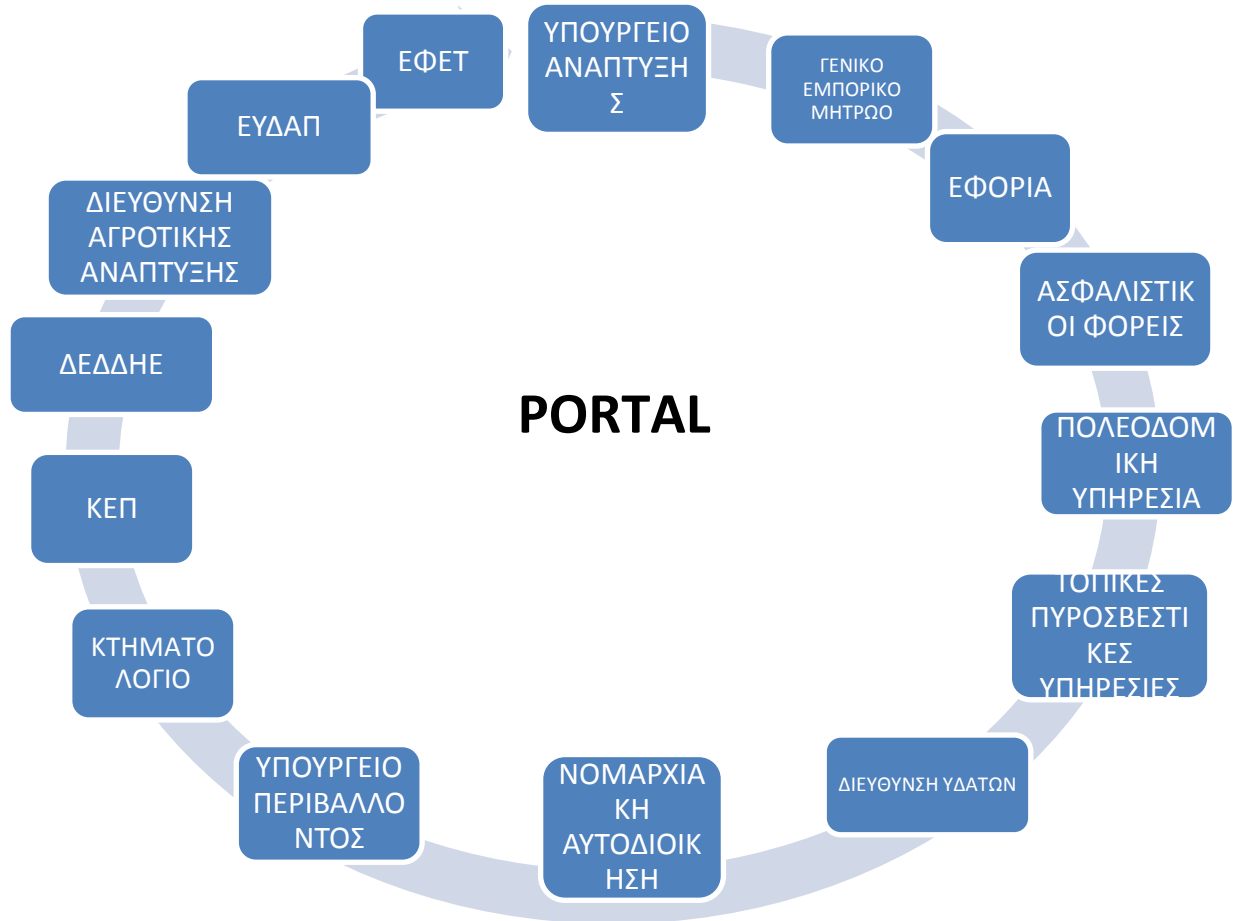 ΥΠΟΥΡΓΕΙΟ
ΑΝΑΠΤΥΞΗ
Σ
ΓΕΝΙΚΟ
ΕΜΠΟΡΙΚΟ
ΜΗΤΡΩΟ
ΕΦΟΡΙΑ
ΑΣΦΑΛΙΣΤΙΚ
ΟΙ ΦΟΡΕΙΣ
ΠΟΛΕΟΔΟΜ
ΙΚΗ
ΥΠΗΡΕΣΙΑ
ΤΟΠΙΚΕΣ
ΠΥΡΟΣΒΕΣΤΙ
ΚΕΣ
ΥΠΗΡΕΣΙΕΣ
ΔΙΕΥΘΥΝΣΗ ΥΔΑΤΩΝ
ΝΟΜΑΡΧΙΑ
ΚΗ
ΑΥΤΟΔΙΟΙΚ
ΗΣΗ
ΥΠΟΥΡΓΕΙΟ
ΠΕΡΙΒΑΛΛΟ
ΝΤΟΣ
ΚΤΗΜΑΤΟ
ΛΟΓΙΟ
ΚΕΠ
ΔΕΔΔΗΕ
ΔΙΕΥΘΥΝΣΗ
ΑΓΡΟΤΙΚΗΣ
ΑΝΑΠΤΥΞΗΣ
ΕΥΔΑΠ
ΕΦΕΤ
PORTAL